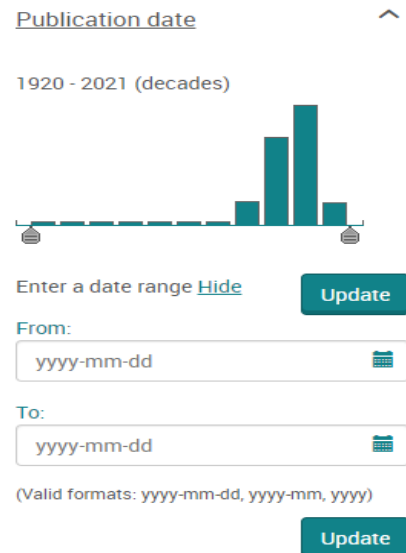 Publication date
1920 - 2021 (decades)
Enter a date range Hide
Update
From:
yyyy-mm-dd
To:
yyyy-mm-dd
(Valid formats: yyyy-mm-dd, yyyy-mm, yyyy)
Update